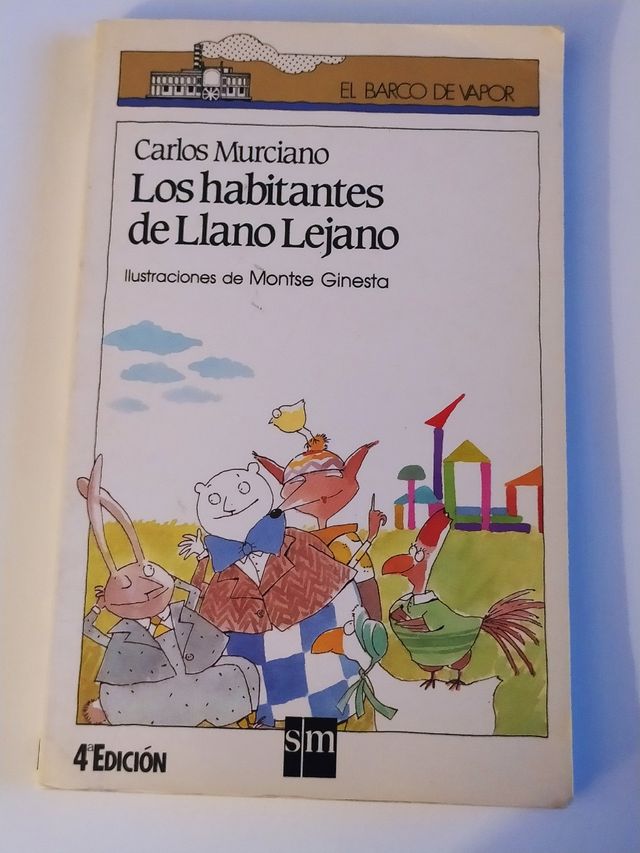 EL BARCO DE VAPOR
Carlos Murciano
Los habitantes
de Llano Lejano
Ilustraciones de Montse Ginesta
4ª EDICIÓN
sm